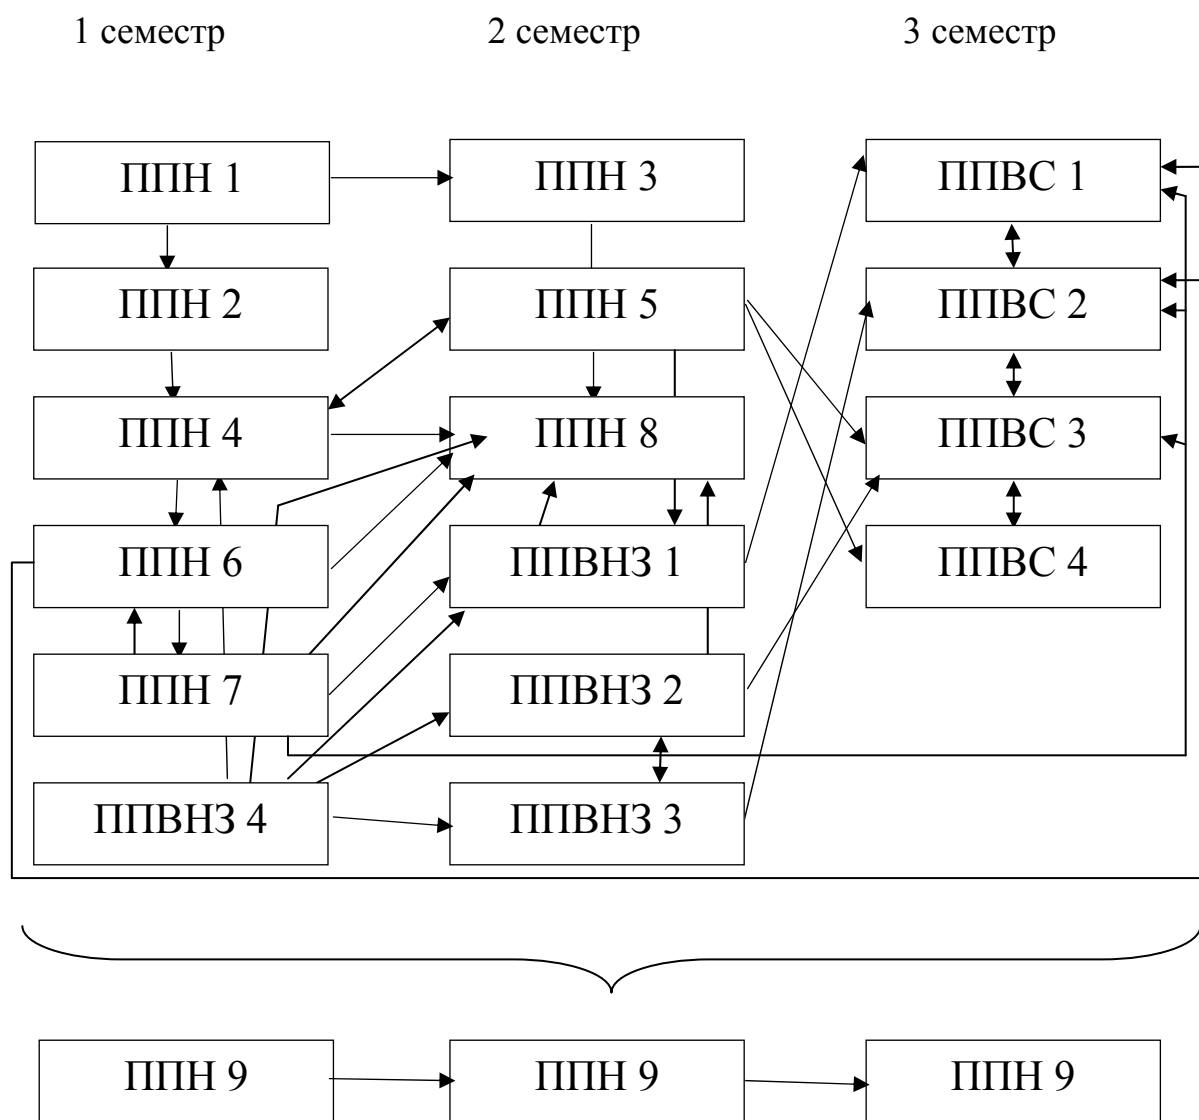 1 семестр 2 семестр 3 семестр
ППН 1 ППН 3 ППВС 1
ППН 2 ППН 5 ППВС 2
ППН 4 ППН 8 ППВС 3
ППН 6 ППВНЗ 1 ППВС 4
ППН 7 ППВНЗ 2
ППВНЗ 4 ППВНЗ 3
ППН 9 ППН 9 ППН 9